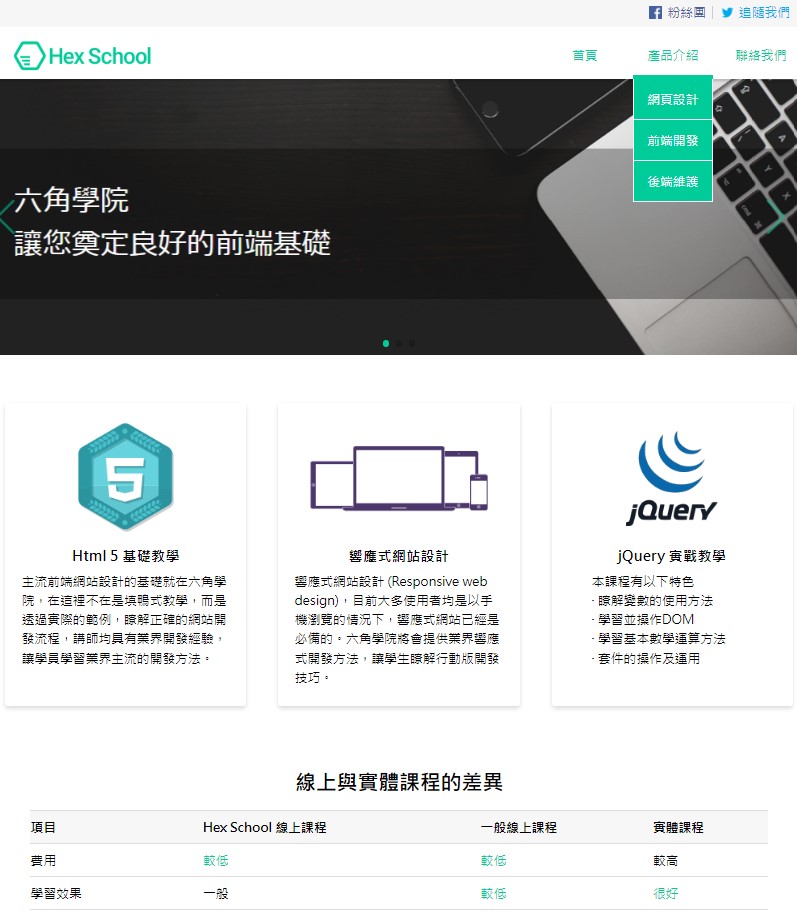 粉絲團 | 追隨我們
Hex School
首頁 產品介紹 聯絡我們
網頁設計
前端開發
後端維護
六角學院
讓您奠定良好的前端基礎
5
jQuery
Html 5 基礎教學
主流前端網站設計的基礎就在六角學
院，在這裡不在是填鴨式教學，而是
透過實際的範例，瞭解正確的網站開
發流程，講師均具有業界開發經驗，
讓學員學習業界主流的開發方法。
響應式網站設計
響應式網站設計 (Responsive web
design)，目前大多使用者均是以手
機瀏覽的情況下，響應式網站已經是
必備的。六角學院將會提供業界響應
式開發方法，讓學生瞭解行動版開發
技巧。
jQuery 實戰教學
本課程有以下特色
· 瞭解變數的使用方法
· 學習並操作DOM
· 學習基本數學運算方法
· 套件的操作及運用
線上與實體課程的差異
項目 Hex School 線上課程 一般線上課程 實體課程
費用 較低 較低 較高
學習效果 一般 較低 很好